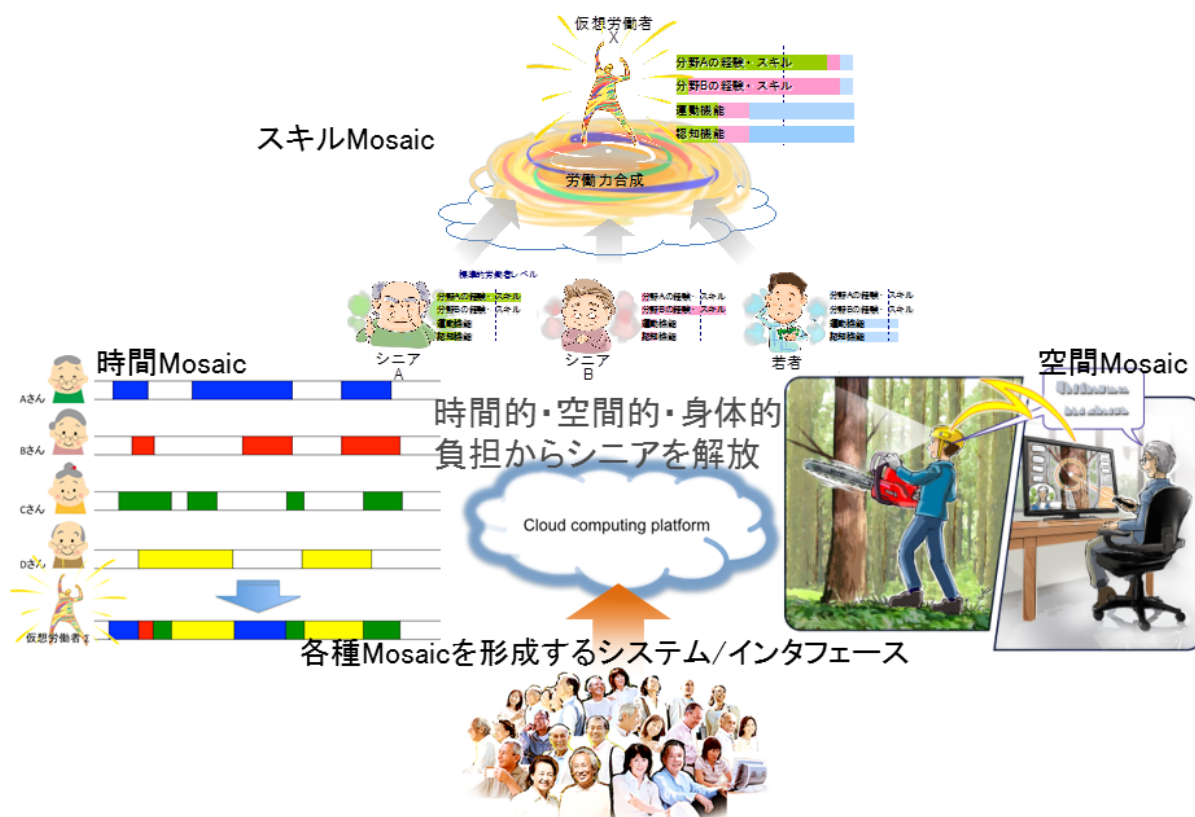 仮想労働者
X
分野Aの経験・スキル
分野Bの経験・スキル
運動機能
認知機能
スキルMosaic
労働力合成
標準的労働者レベル
分野Aの経験・スキル
分野Bの経験・スキル
運動機能
認知機能
シニア
A
分野Aの経験・スキル
分野Bの経験・スキル
運動機能
認知機能
シニア
B
分野Aの経験・スキル
分野Bの経験・スキル
運動機能
認知機能
若者
時間Mosaic
Aさん
Bさん
Cさん
Dさん
仮想労働者
時間的・空間的・身体的
負担からシニアを解放
Cloud computing platform
空間Mosaic
各種Mosaicを形成するシステム/インタフェース